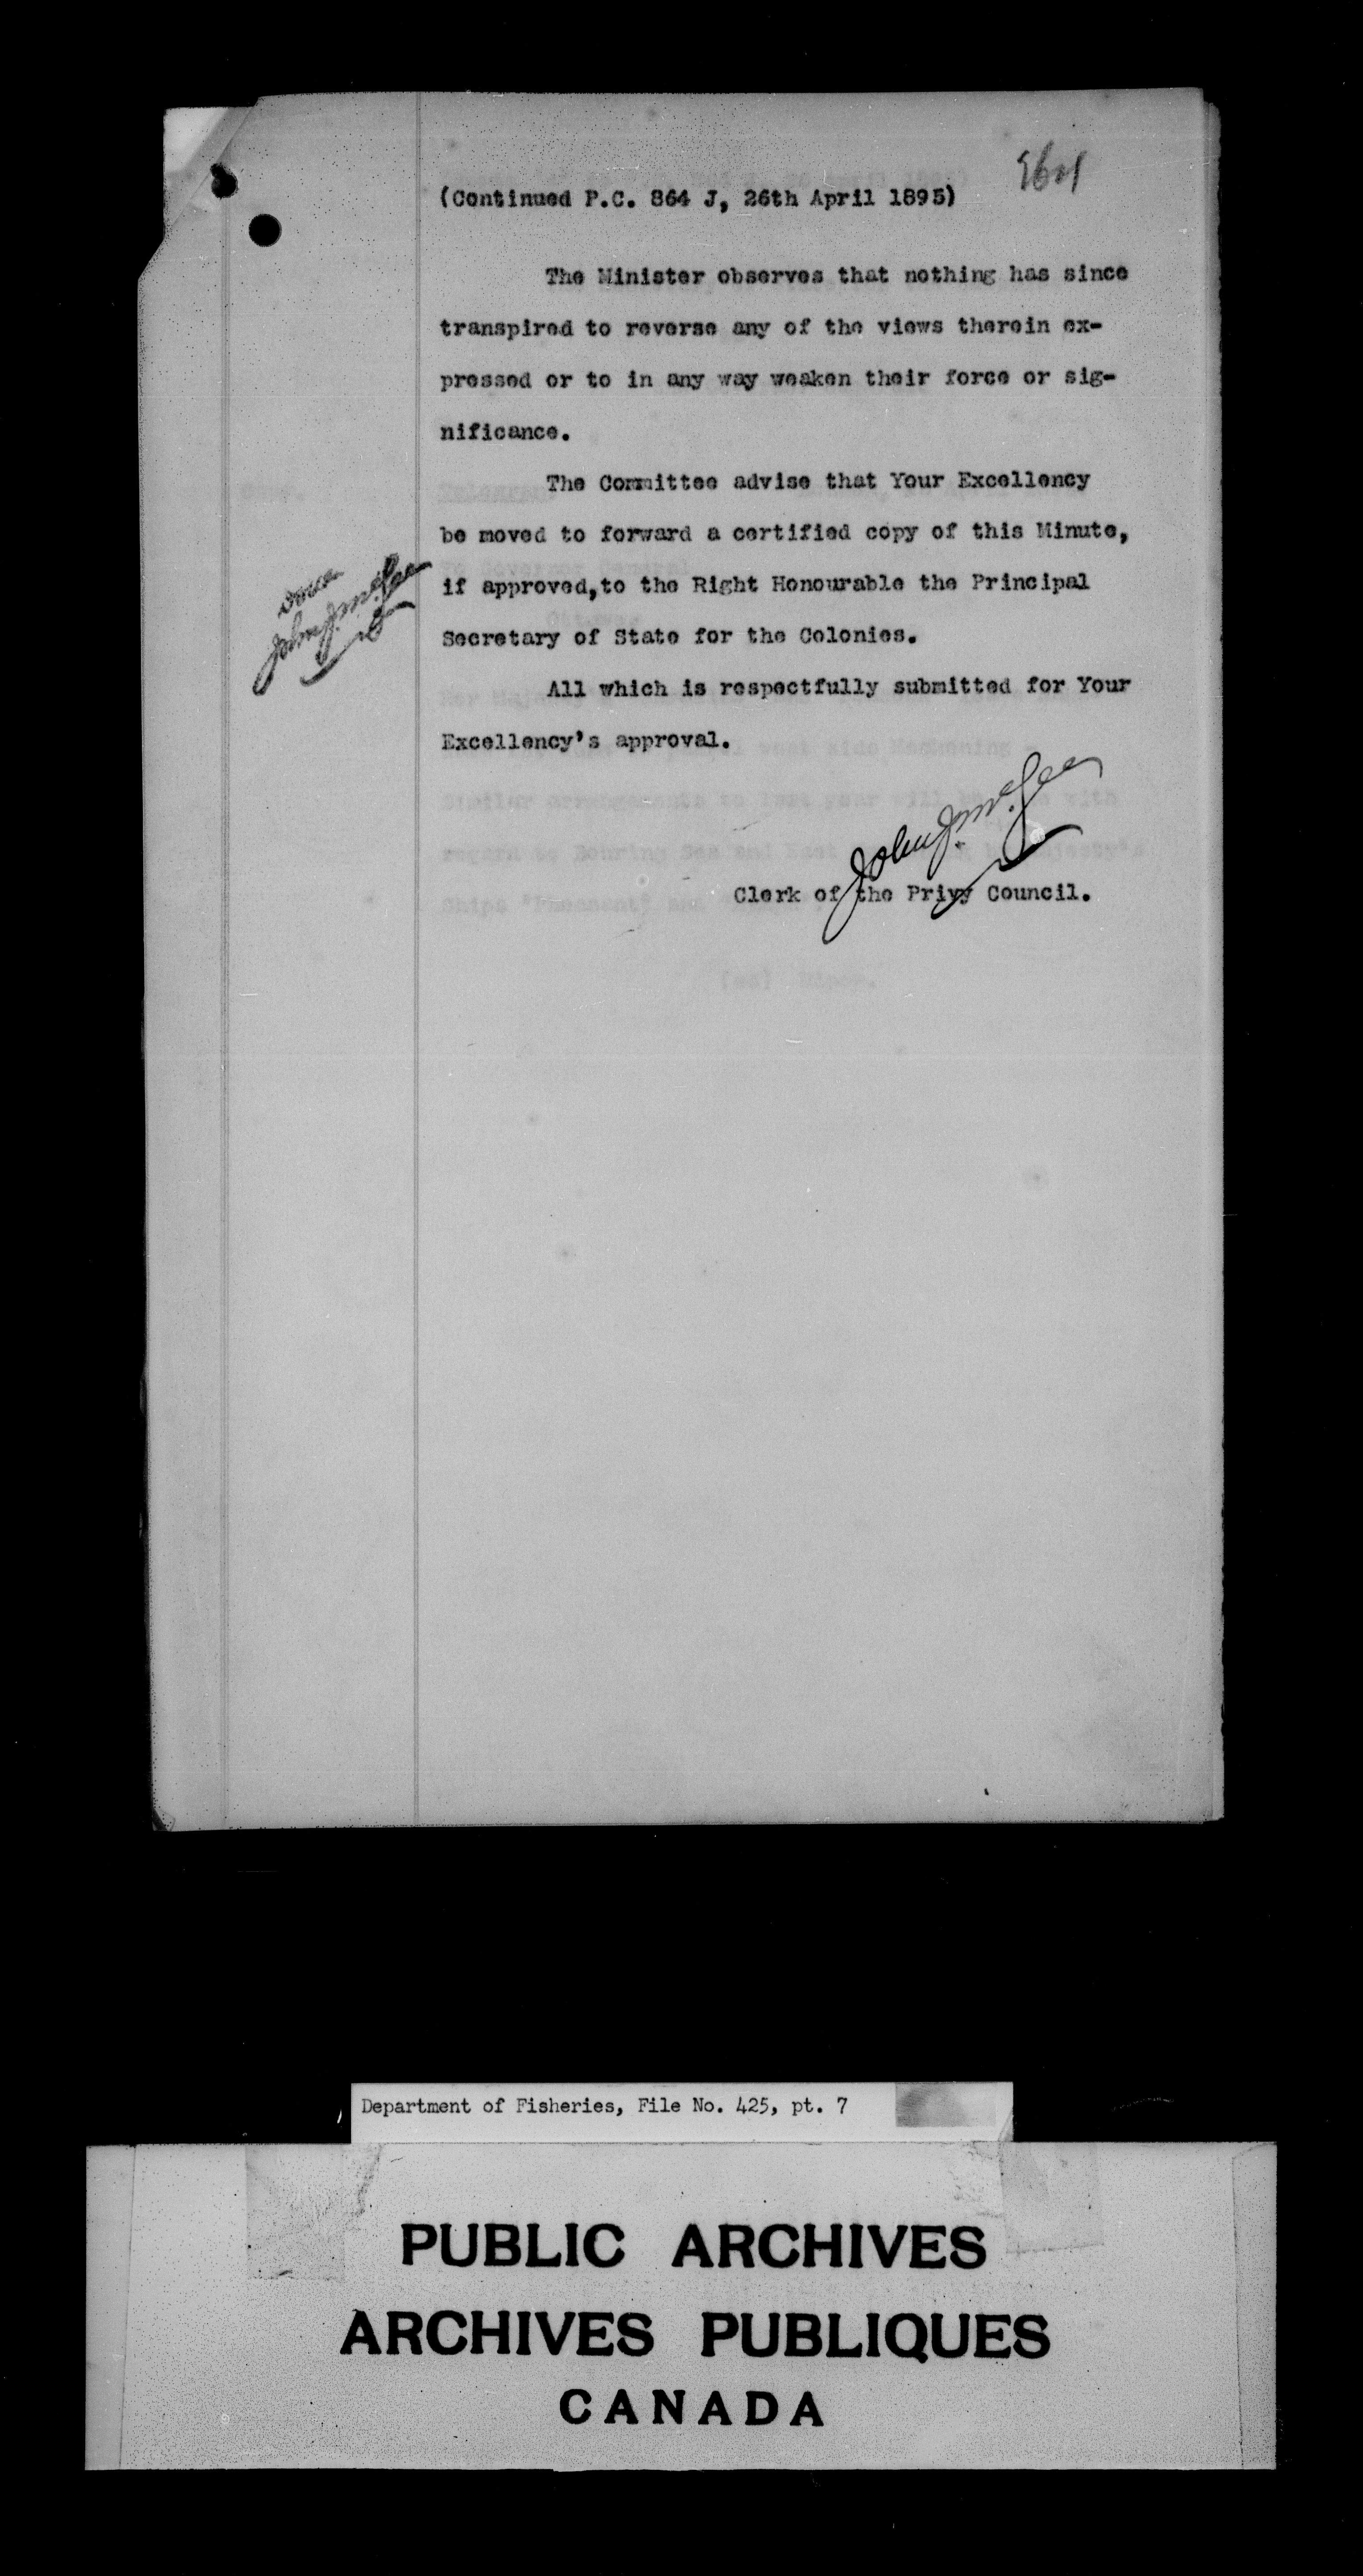 (Continued P.C. 864 J, 26th April 1895)
The Minister observes that nothing has since
transpired to reverse any of the views therein ex-
pressed or to in any way weaken their force or sig-
nificance.
The Committee advise that Your Excellency
be moved to forward a certified copy of this Minute,
if approved,to the Right Honourable the Principal
Secretary of State for the Colonies.
All which is respectfully submitted for Your
Excellency's approval.
John J. McGee
John J. McGee
Clerk of the Privy Council.
Department of Fisheries, File No. 425, pt. 7
PUBLIC ARCHIVES
ARCHIVES PUBLIQUES
CANADA